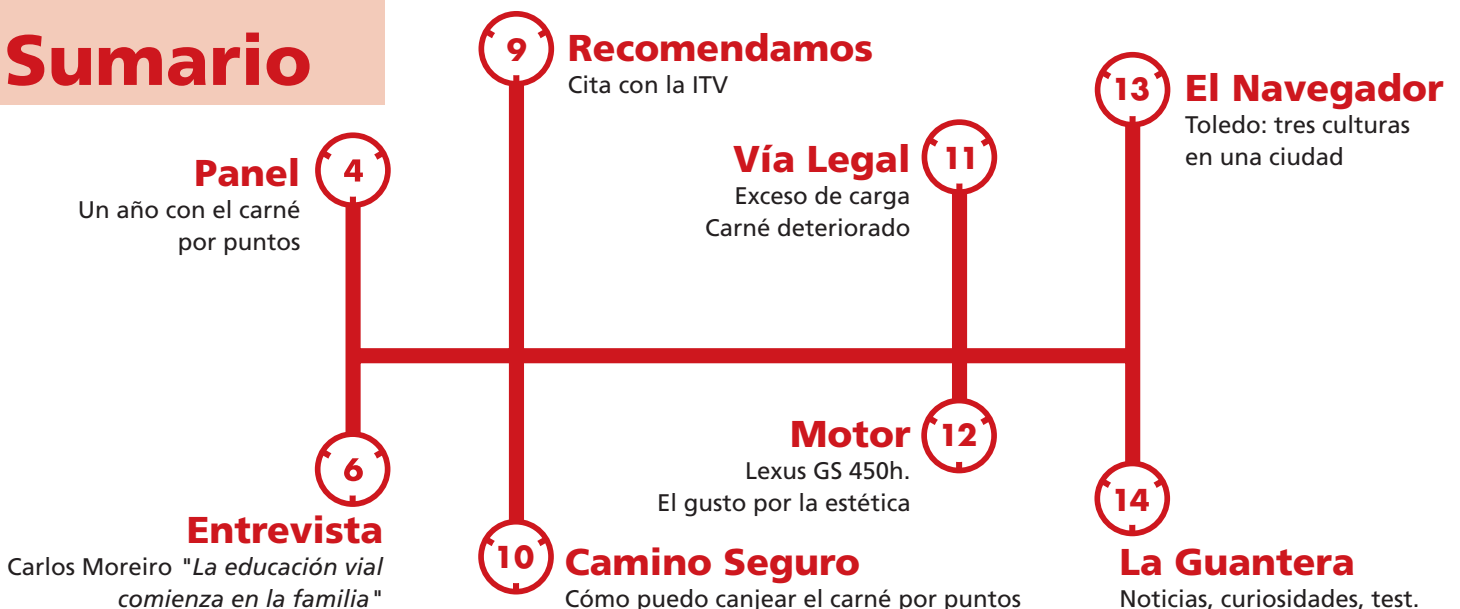 Sumario
4
Panel
Un año con el carné
por puntos
6
Entrevista
Carlos Moreiro "La educación vial
comienza en la familia"
9
Recomendamos
Cita con la ITV
10
Camino Seguro
Cómo puedo canjear el carné por puntos
Vía Legal
11
Exceso de carga
Carné deteriorado
Motor
12
Lexus GS 450h.
El gusto por la estética
13
El Navegador
Toledo: tres culturas
en una ciudad
14
La Guantera
Noticias, curiosidades, test.